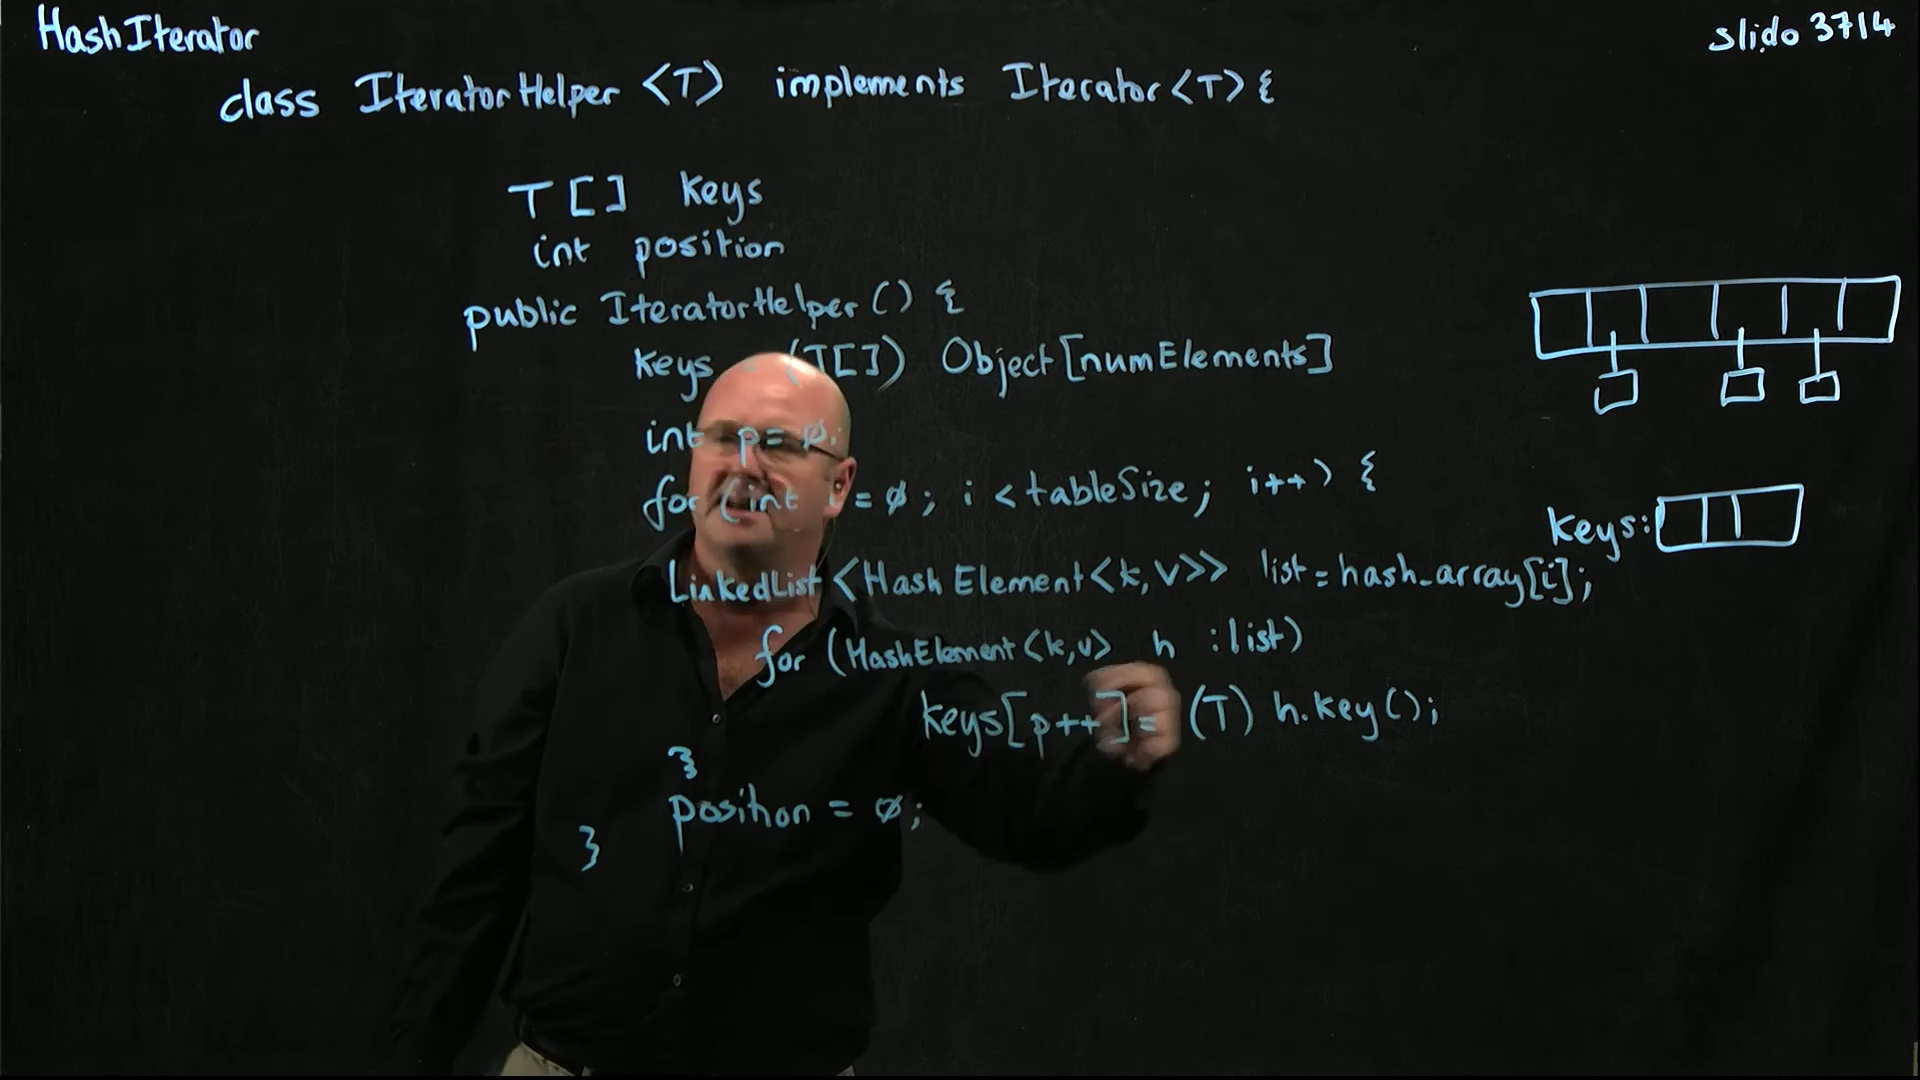 HashIterator
slido 3714
class IteratorHelper <T> implements Iterator<T> {
T[] keys
int position
public IteratorHelper () {
keys = (T[]) Object[numElements]
int p = ∅;
for (int i = ∅; i < tableSize; i++) {
keys:
LinkedList <HashElement<k,v>> list = hash_array[i];
for (HashElement<k,v> h : list)
keys[p++] = (T) h.key();
}
position = ∅;
}